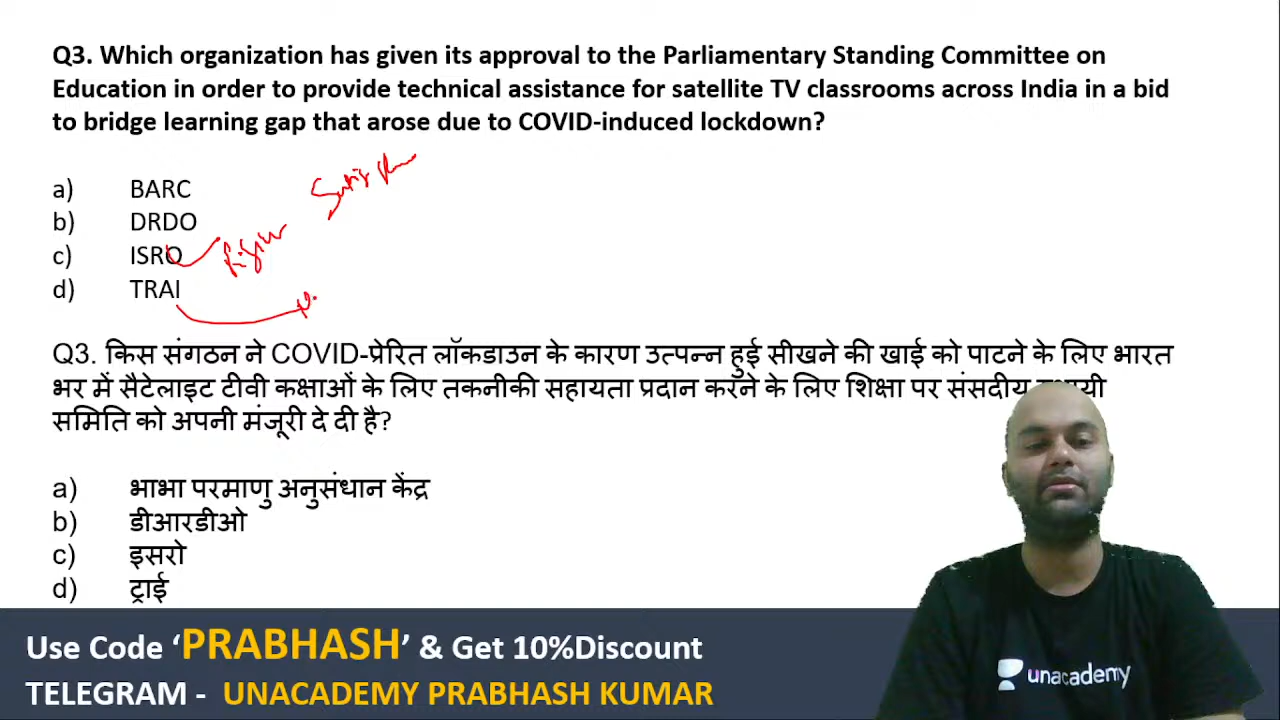 Q3. Which organization has given its approval to the Parliamentary Standing Committee on
Education in order to provide technical assistance for satellite TV classrooms across India in a bid
to bridge learning gap that arose due to COVID-induced lockdown?
a) BARC
b) DRDO
c) ISRO
d) TRAI
Q3. किस संगठन ने COVID-प्रेरित लॉकडाउन के कारण उत्पन्न हुई सीखने की खाई को पाटने के लिए भारत
भर में सैटेलाइट टीवी कक्षाओं के लिए तकनीकी सहायता प्रदान करने के लिए शिक्षा पर संसदीय
समिति को अपनी मंजूरी दे दी है?
a) भाभा परमाणु अनुसंधान केंद्र
b) डीआरडीओ
c) इसरो
d) ट्राई
unacademy
Use Code ‘PRABHASH’ & Get 10%Discount
TELEGRAM - UNACADEMY PRABHASH KUMAR